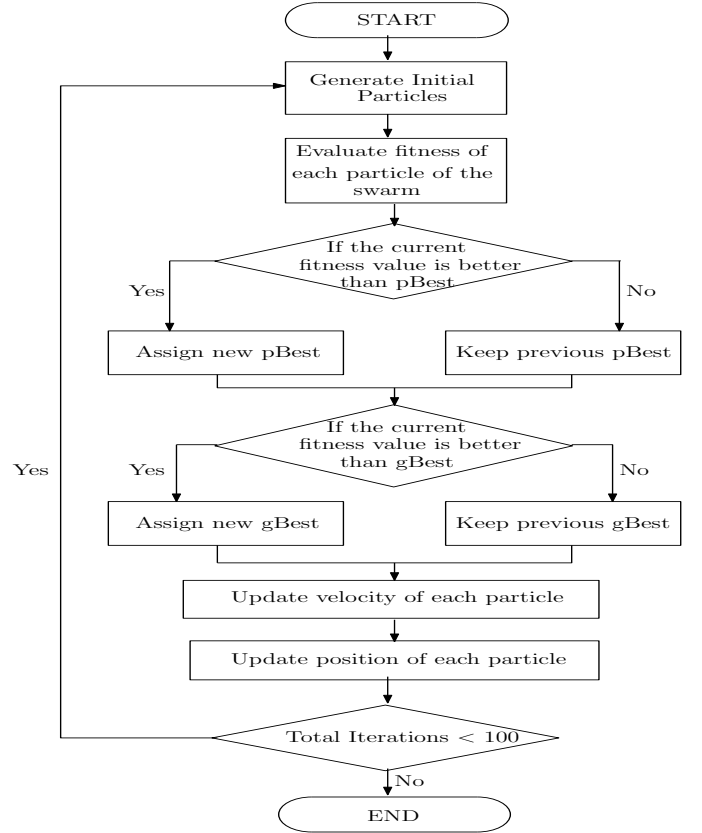 START
Generate Initial
Particles
Evaluate fitness of
each particle of the
swarm
If the current
fitness value is better
than pBest
Yes
No
Assign new pBest
Keep previous pBest
If the current
fitness value is better
than gBest
Yes
Yes
No
Assign new gBest
Keep previous gBest
Update velocity of each particle
Update position of each particle
Total Iterations < 100
No
END